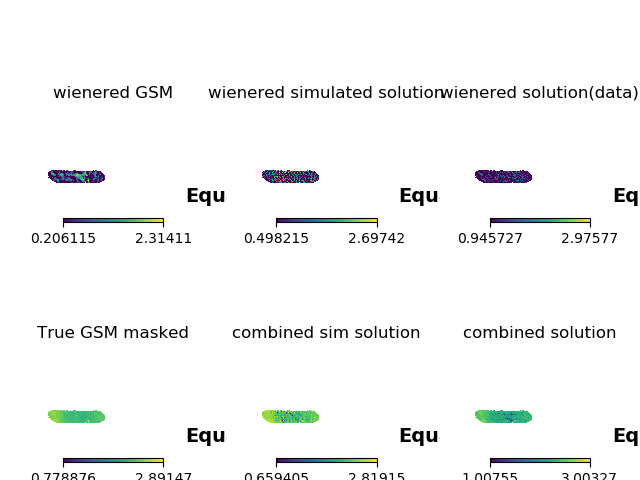 wienered GSM
wienered simulated solution
wienered solution(data)
Equ
Equ
Eq
0.206115 2.31411
0.498215 2.69742
0.945727 2.97577
True GSM masked
combined sim solution
combined solution
Equ
Equ
Eq
0.778876 2.89147
0.659405 2.81915
1.00755 3.00327